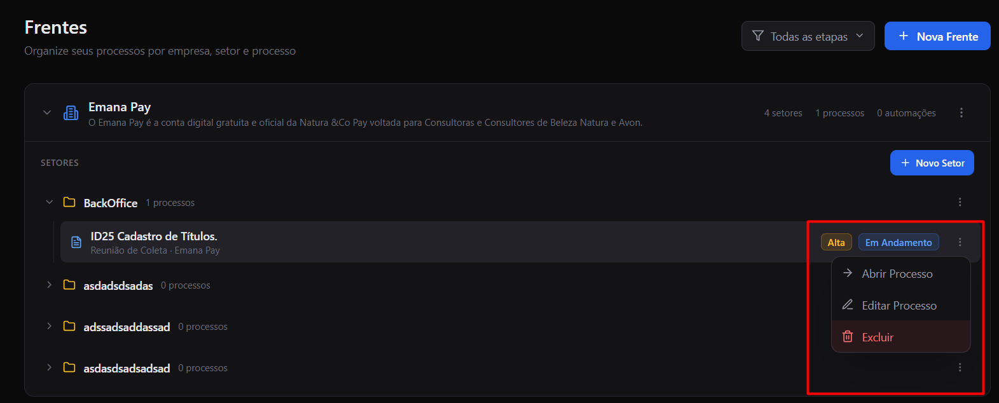 Frentes
Organize seus processos por empresa, setor e processo
Todas as etapas
Nova Frente
Emana Pay
O Emana Pay é a conta digital gratuita e oficial da Natura &Co Pay voltada para Consultoras e Consultores de Beleza Natura e Avon.
4 setores 1 processos 0 automações
SETORES
Novo Setor
BackOffice 1 processos
ID25 Cadastro de Títulos.
Reunião de Coleta · Emana Pay
Alta Em Andamento
Abrir Processo
Editar Processo
Excluir
asdadsdsadas 0 processos
adssadsaddassad 0 processos
asdasdsadsadsad 0 processos